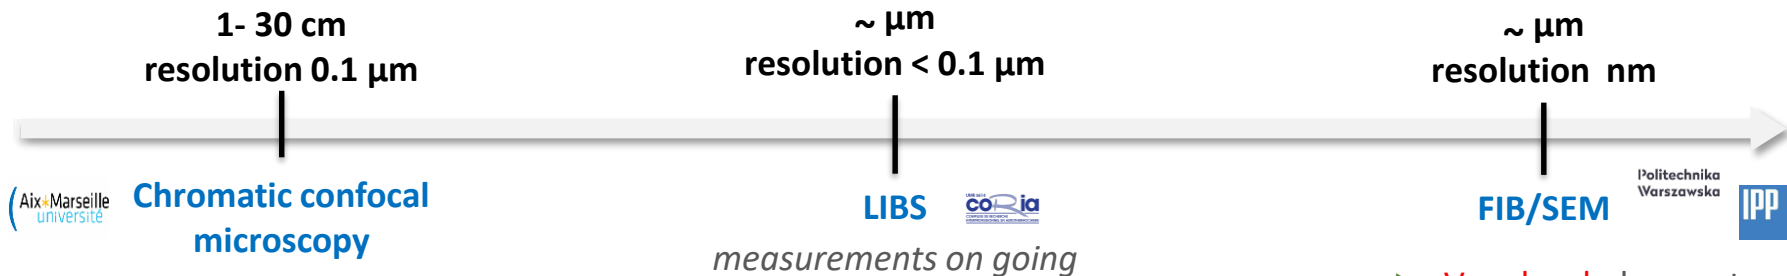 1- 30 cm
resolution 0.1 µm
~ µm
resolution < 0.1 µm
~ µm
resolution nm
Aix*Marseille
université
Chromatic confocal
microscopy
LIBS
coria
measurements on going
FIB/SEM
Politechnika
Warszawska
IPP